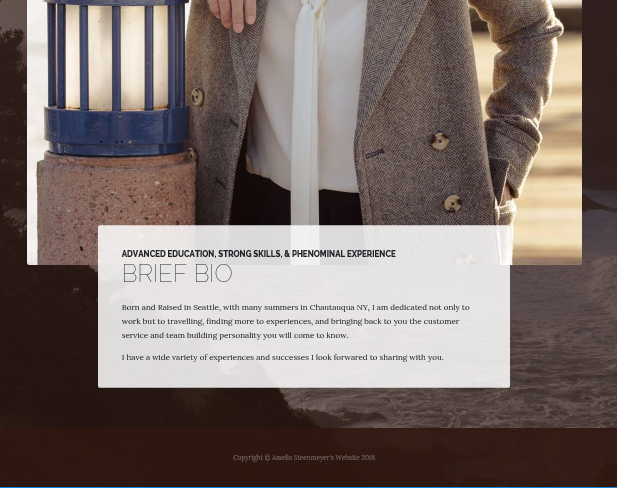 ADVANCED EDUCATION, STRONG SKILLS, & PHENOMINAL EXPERIENCE
BRIEF BIO
Born and Raised in Seattle, with many summers in Chautauqua NY, I am dedicated not only to
work but to travelling, finding more to experiences, and bringing back to you the customer
service and team building personality you will come to know.
I have a wide variety of experiences and successes I look forwared to sharing with you.
Copyright @ Amelia Steenmeyer's Website 2018